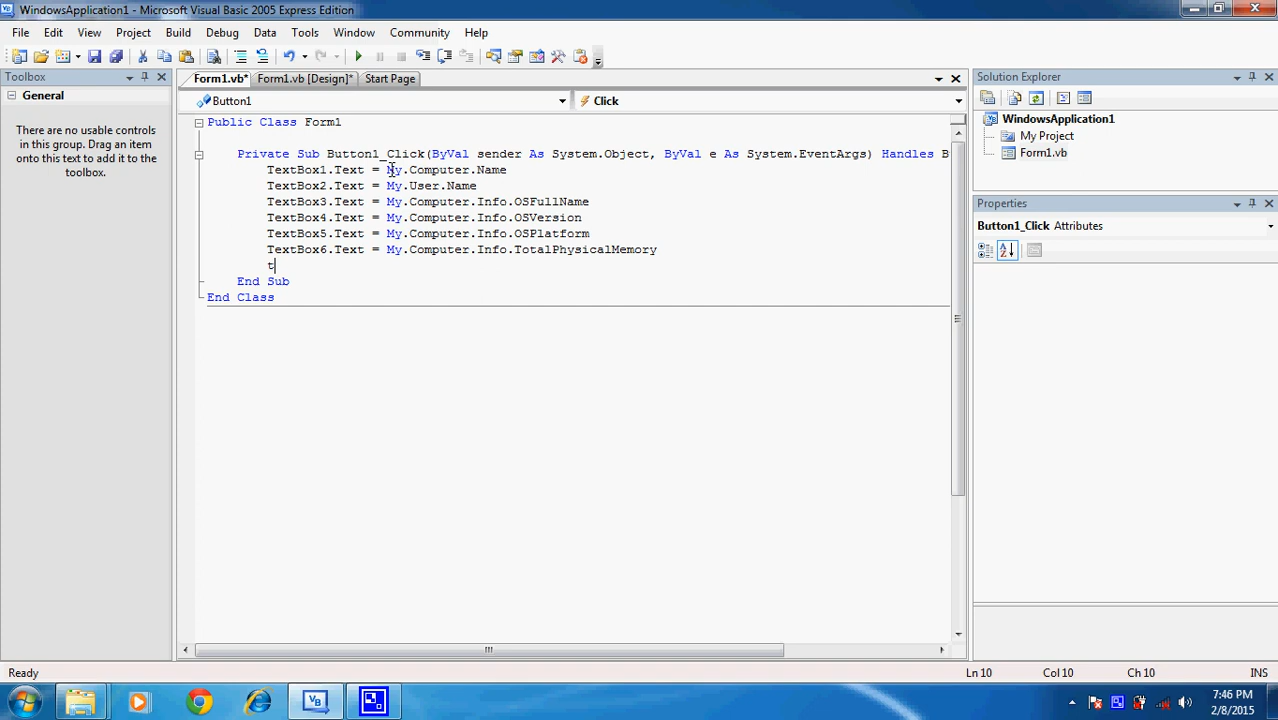 WindowsApplication1 - Microsoft Visual Basic 2005 Express Edition
File Edit View Project Build Debug Data Tools Window Community Help
Toolbox
General
There are no usable controls
in this group. Drag an item
onto this text to add it to the
toolbox.
Form1.vb* Form1.vb [Design]* Start Page
Button1 Click
Public Class Form1
Private Sub Button1_Click(ByVal sender As System.Object, ByVal e As System.EventArgs) Handles B
TextBox1.Text = My.Computer.Name
TextBox2.Text = My.User.Name
TextBox3.Text = My.Computer.Info.OSFullName
TextBox4.Text = My.Computer.Info.OSVersion
TextBox5.Text = My.Computer.Info.OSPlatform
TextBox6.Text = My.Computer.Info.TotalPhysicalMemory
t
End Sub
End Class
Solution Explorer
WindowsApplication1
My Project
Form1.vb
Properties
Button1_Click Attributes
Ready Ln 10 Col 10 Ch 10 INS
7:46 PM
2/8/2015